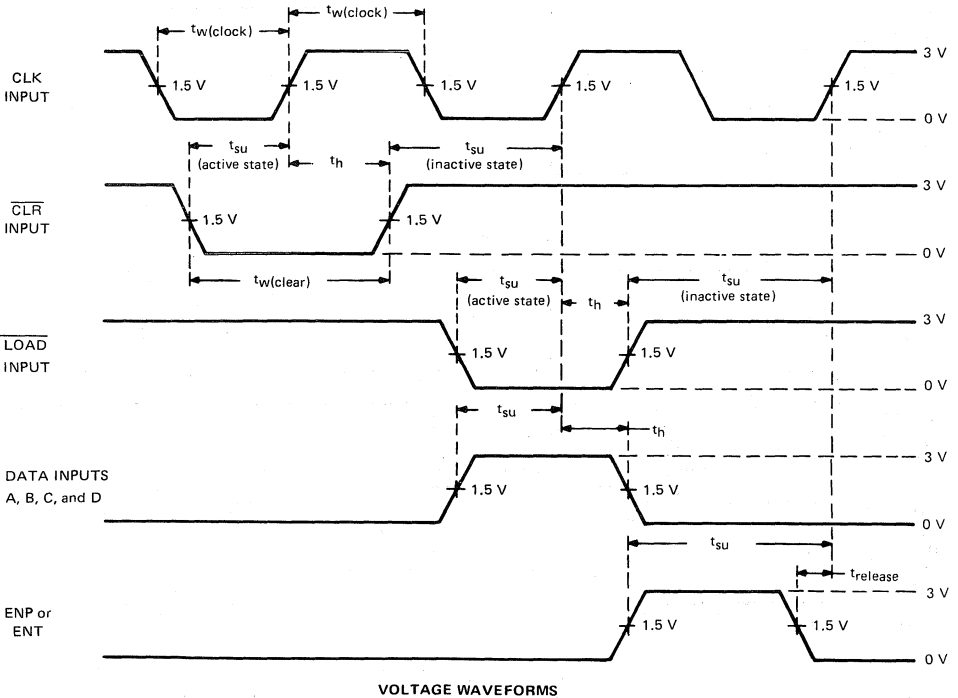 tw(clock) tw(clock)
3 V
CLK
INPUT
1.5 V 1.5 V 1.5 V 1.5 V 1.5 V
0 V
tsu
(active state)
th
tsu
(inactive state)
3 V
CLR
INPUT
1.5 V 1.5 V
0 V
tw(clear)
tsu
(active state)
th
tsu
(inactive state)
3 V
LOAD
INPUT
1.5 V 1.5 V
0 V
tsu
th
3 V
DATA INPUTS
A, B, C, and D
1.5 V 1.5 V
0 V
tsu
trelease
3 V
ENP or
ENT
1.5 V 1.5 V
0 V
VOLTAGE WAVEFORMS